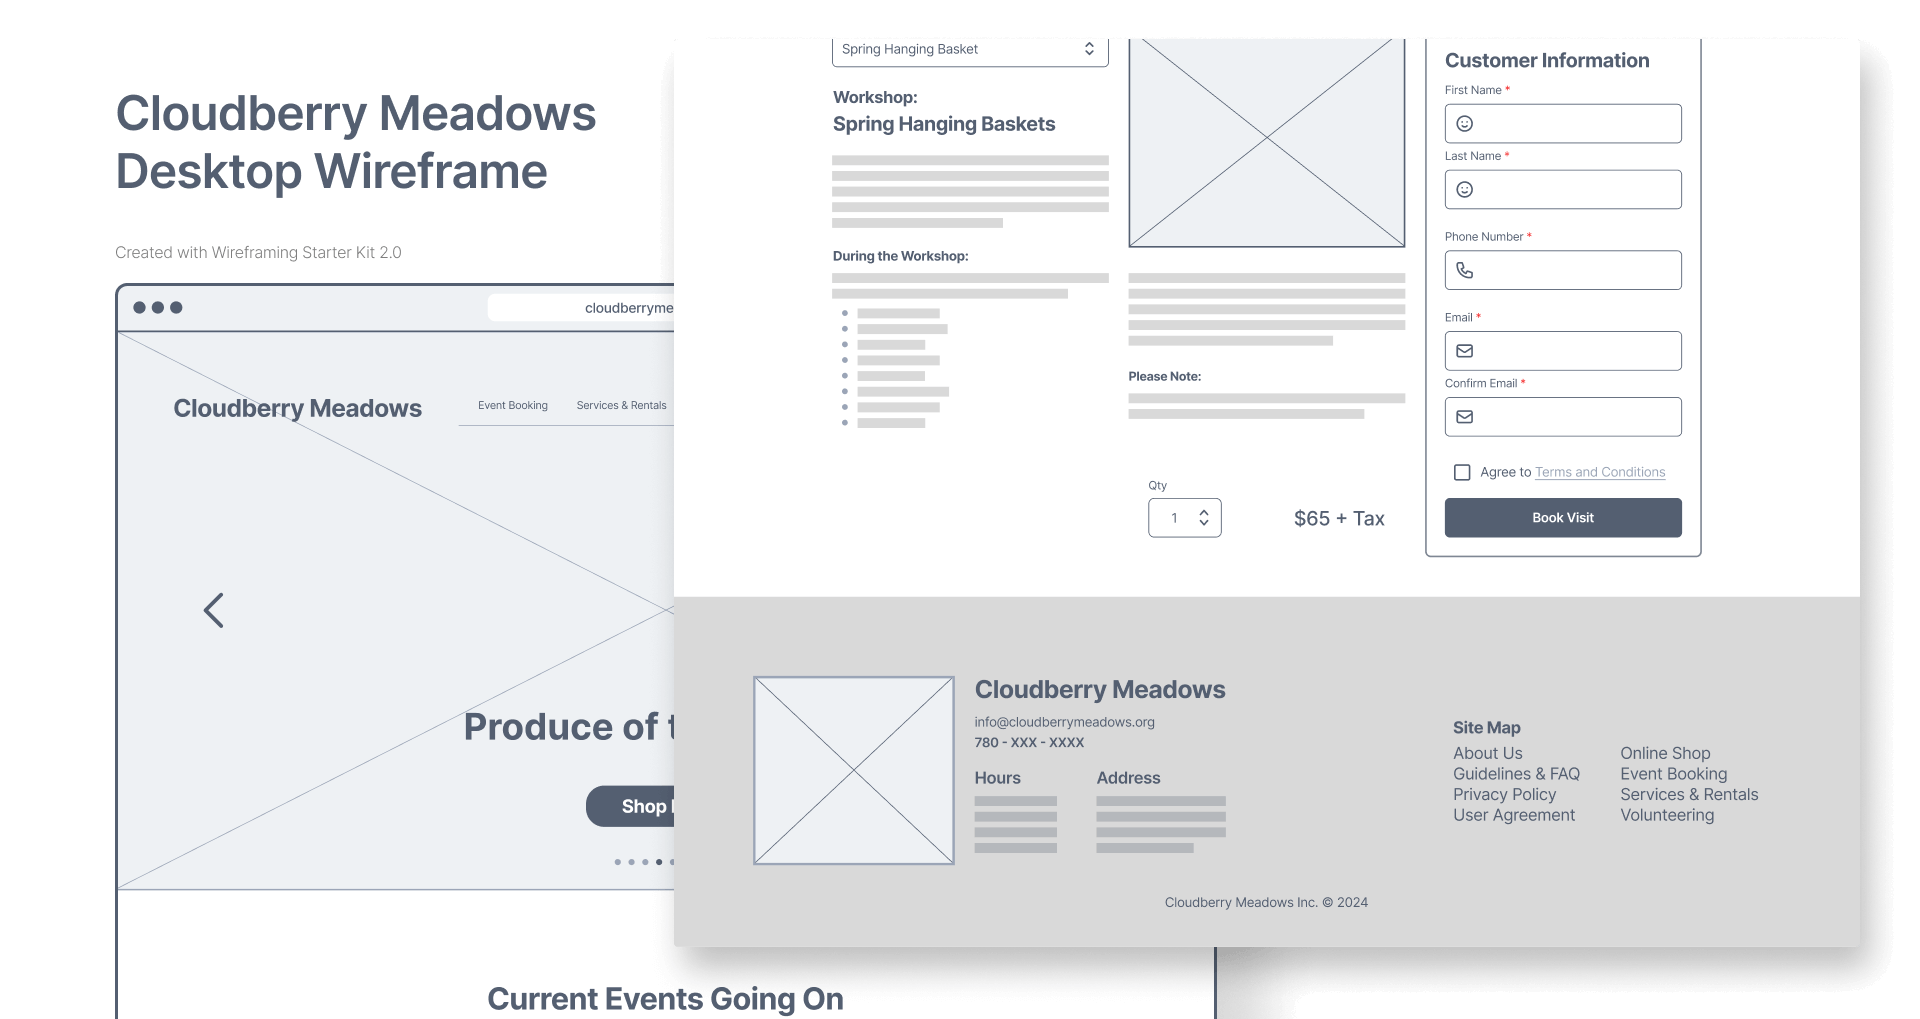 Cloudberry Meadows
Desktop Wireframe
Created with Wireframing Starter Kit 2.0
cloudberryme
Cloudberry Meadows
Event Booking
Services & Rentals
Produce of
Shop
Current Events Going On
Spring Hanging Basket
Workshop:
Spring Hanging Baskets
During the Workshop:
Please Note:
Qty
1
$65 + Tax
Customer Information
First Name *
Last Name *
Phone Number *
Email *
Confirm Email *
Agree to Terms and Conditions
Book Visit
Cloudberry Meadows
info@cloudberrymeadows.org
780 - XXX - XXXX
Hours
Address
Site Map
About Us
Guidelines & FAQ
Privacy Policy
User Agreement
Online Shop
Event Booking
Services & Rentals
Volunteering
Cloudberry Meadows Inc. © 2024